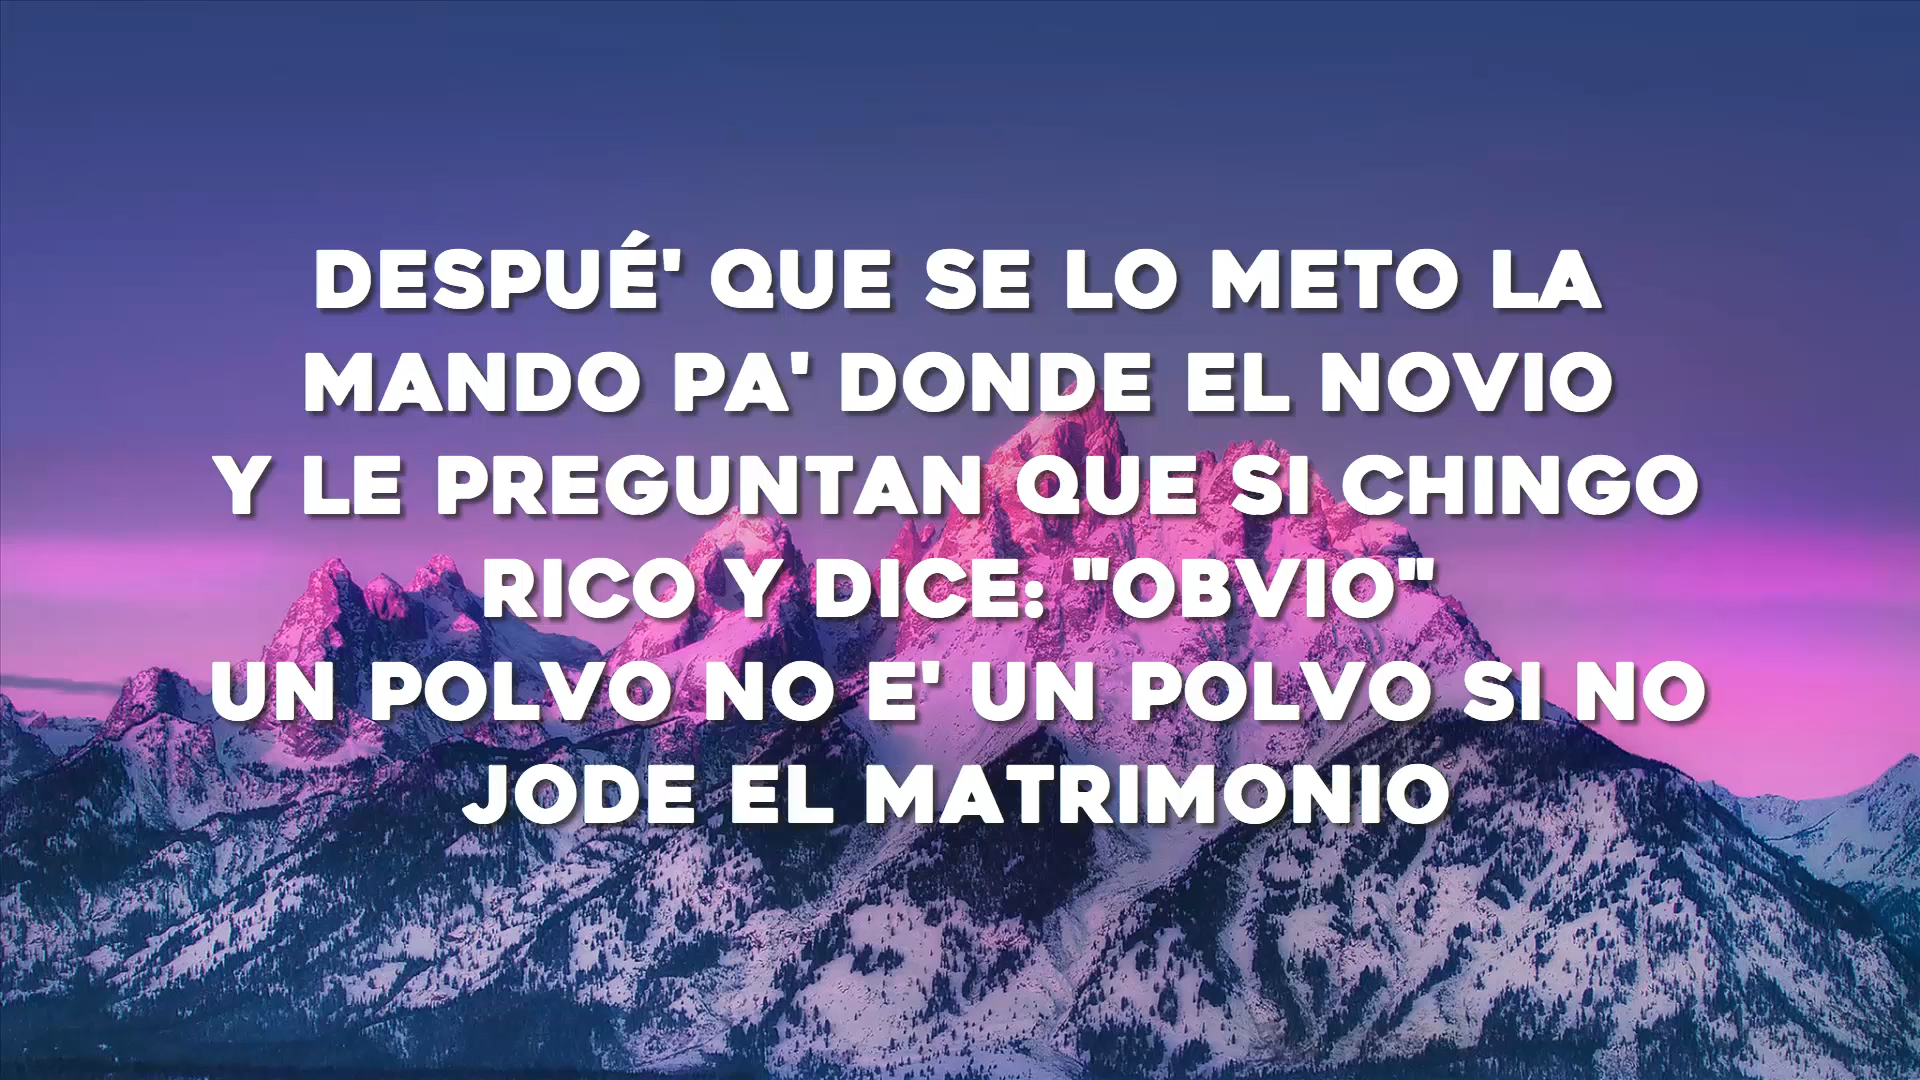 DESPUÉ' QUE SE LO METO LA
MANDO PA' DONDE EL NOVIO
Y LE PREGUNTAN QUE SI CHINGO
RICO Y DICE: "OBVIO"
UN POLVO NO E' UN POLVO SI NO
JODE EL MATRIMONIO